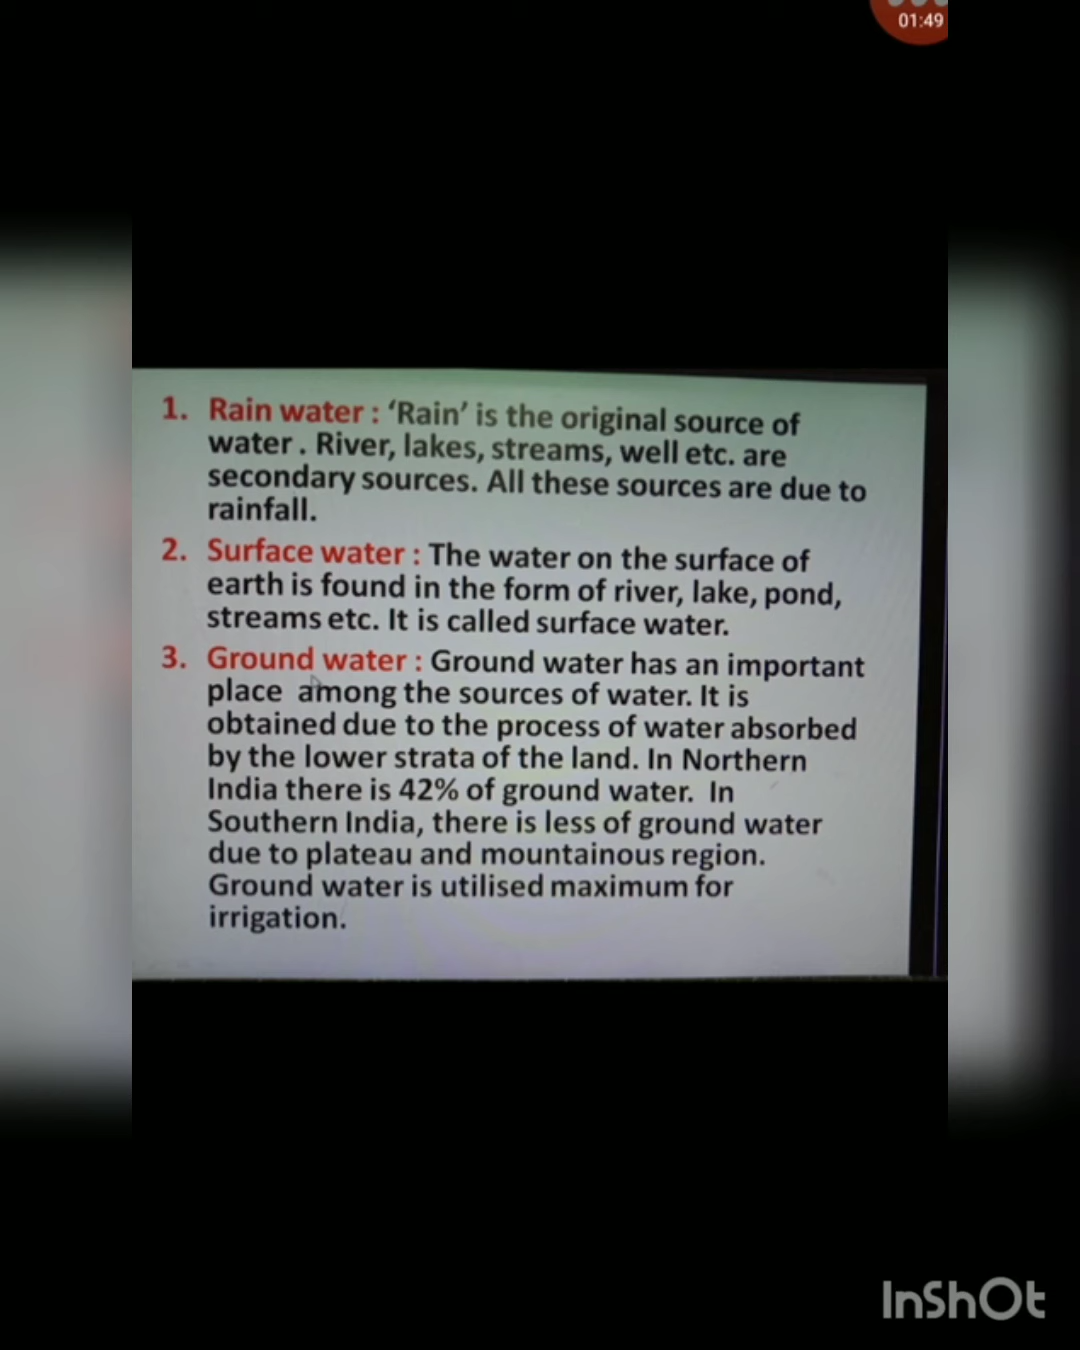 01:49
1. Rain water : ‘Rain’ is the original source of
water . River, lakes, streams, well etc. are
secondary sources. All these sources are due to
rainfall.
2. Surface water : The water on the surface of
earth is found in the form of river, lake, pond,
streams etc. It is called surface water.
3. Ground water : Ground water has an important
place among the sources of water. It is
obtained due to the process of water absorbed
by the lower strata of the land. In Northern
India there is 42% of ground water. In
Southern India, there is less of ground water
due to plateau and mountainous region.
Ground water is utilised maximum for
irrigation.
InShOt